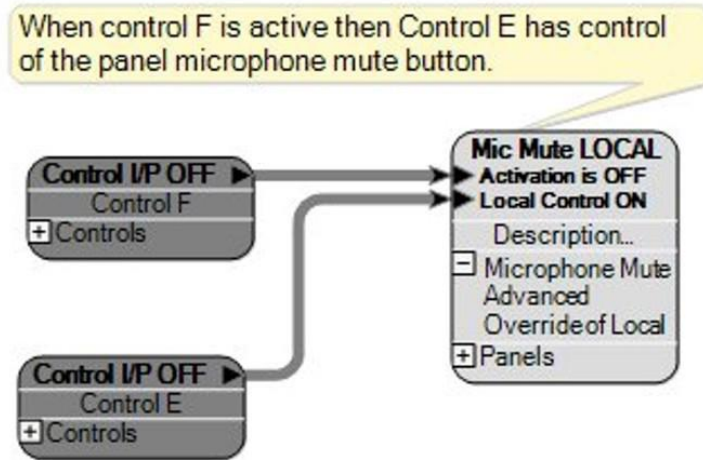 When control F is active then Control E has control
of the panel microphone mute button.
Control I/P OFF
Control F
+ Controls
Mic Mute LOCAL
Activation is OFF
Local Control ON
Description...
- Microphone Mute
Advanced
Override of Local
+ Panels
Control I/P OFF
Control E
+ Controls